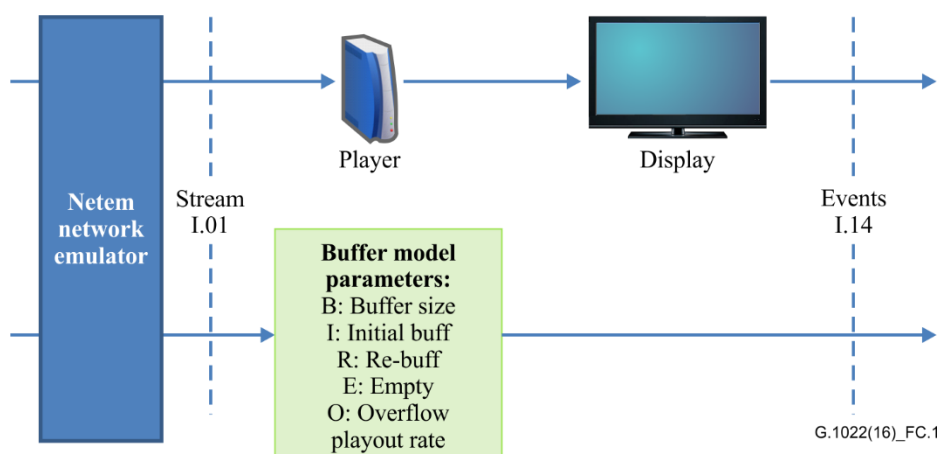 Player
Display
Netem
network
emulator
Stream
I.01
Events
I.14
Buffer model
parameters:
B: Buffer size
I: Initial buff
R: Re-buff
E: Empty
O: Overflow
playout rate
G.1022(16)_FC.1